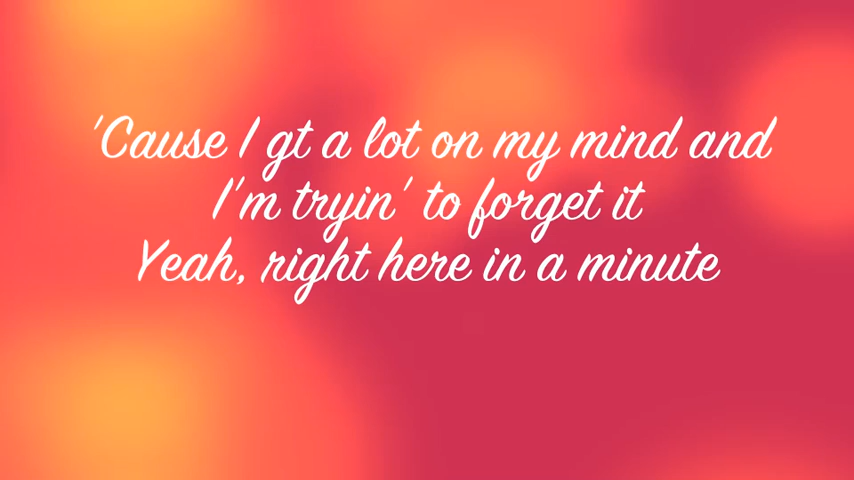 'Cause I gt a lot on my mind and
I'm tryin' to forget it
Yeah, right here in a minute